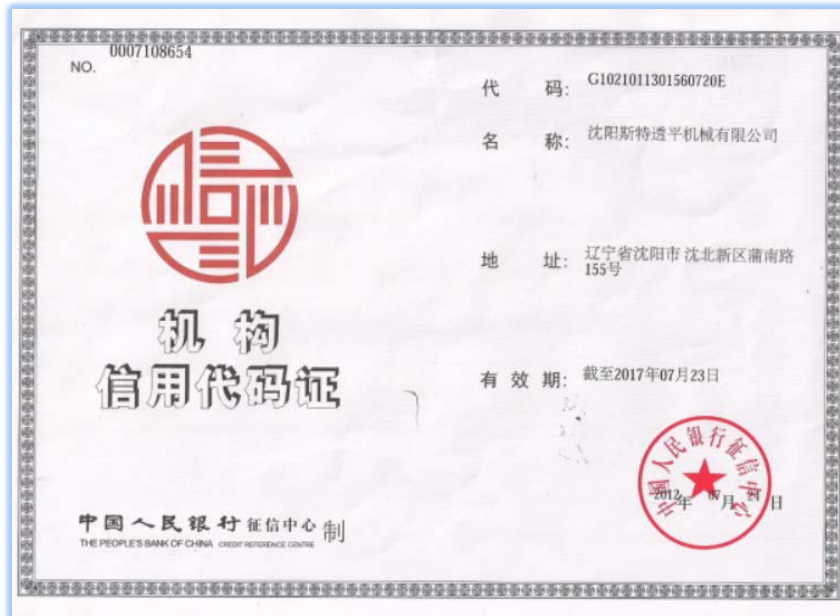 0007108654
NO.
代 码: G1021011301560720E
名 称: 沈阳斯特透平机械有限公司
地 址: 辽宁省沈阳市 沈北新区蒲南路
155号
有 效 期: 截至2017年07月23日
机 构
信用代码证
中国人民银行征信中心
2012年 07月 日
中国人民银行 征信中心 制
THE PEOPLE'S BANK OF CHINA CREDIT REFERENCE CENTRE